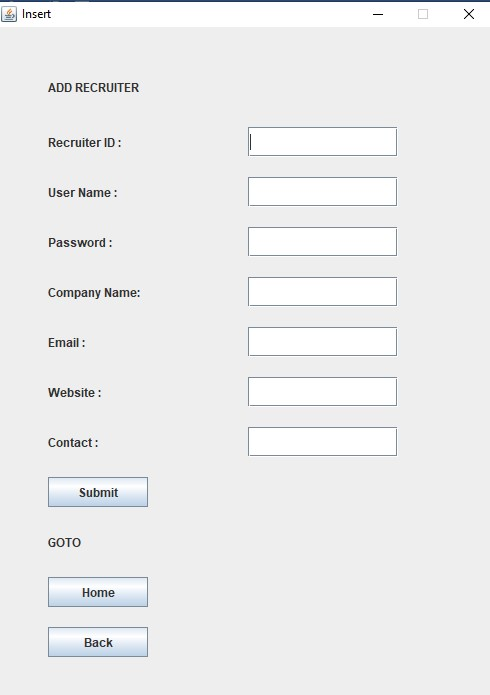 Insert
ADD RECRUITER
Recruiter ID :
User Name :
Password :
Company Name:
Email :
Website :
Contact :
Submit
GOTO
Home
Back